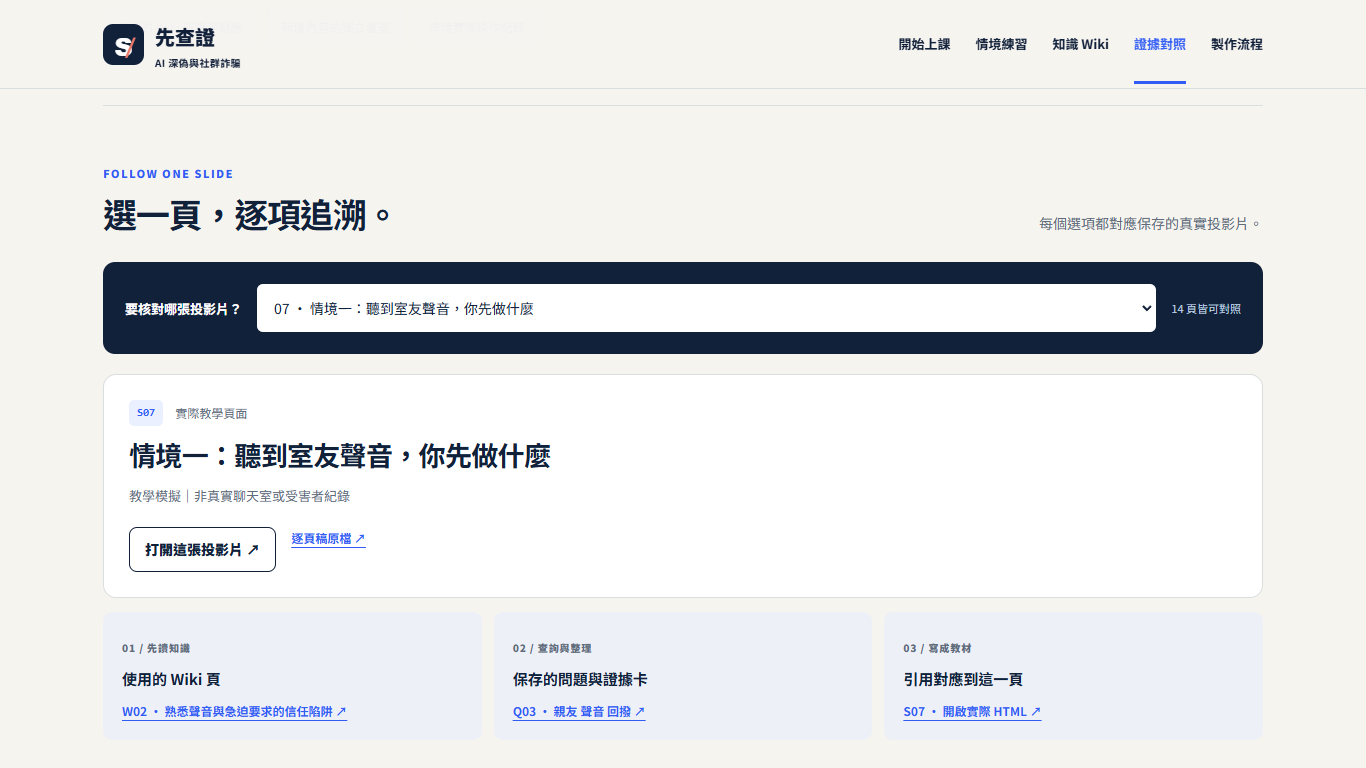 先查證
AI 深偽與社群詐騙
開始上課
情境練習
知識 Wiki
證據對照
製作流程
FOLLOW ONE SLIDE
選一頁，逐項追溯。
每個選項都對應保存的真實投影片。
要核對哪張投影片？
07 · 情境一：聽到室友聲音，你先做什麼
14 頁皆可對照
S07
實際教學頁面
情境一：聽到室友聲音，你先做什麼
教學模擬｜非真實聊天室或受害者紀錄
打開這張投影片 ↗
逐頁稿原檔 ↗
01 / 先讀知識
使用的 Wiki 頁
W02 · 熟悉聲音與急迫要求的信任陷阱 ↗
02 / 查詢與整理
保存的問題與證據卡
Q03 · 親友 聲音 回撥 ↗
03 / 寫成教材
引用對應到這一頁
S07 · 開啟實際 HTML ↗